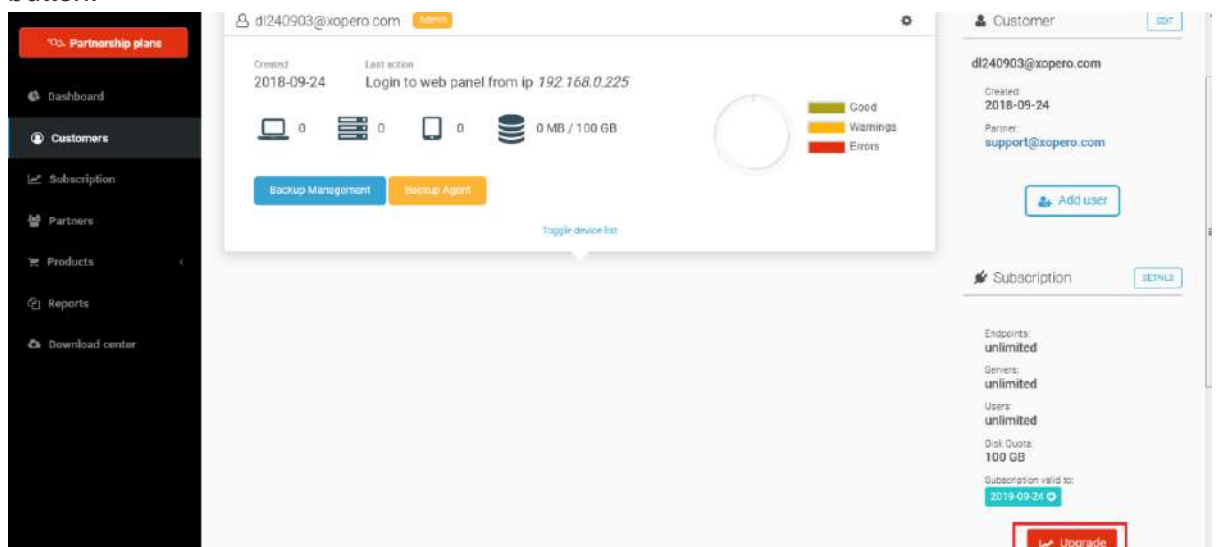 button.
Partnership plans
Dashboard
Customers
Subscription
Partners
Products
Reports
Download center
dl240903@xopero.com Admin
Created Last action
2018-09-24 Login to web panel from ip 192.168.0.225
0 0 0 0 MB / 100 GB
Good
Warnings
Errors
Backup Management Backup Agent
Toggle device list
Customer EDIT
dl240903@xopero.com
Created:
2018-09-24
Partner:
support@xopero.com
Add user
Subscription DETAILS
Endpoints:
unlimited
Servers:
unlimited
Users:
unlimited
Disk Quota:
100 GB
Subscription valid to:
2019-09-24
Upgrade